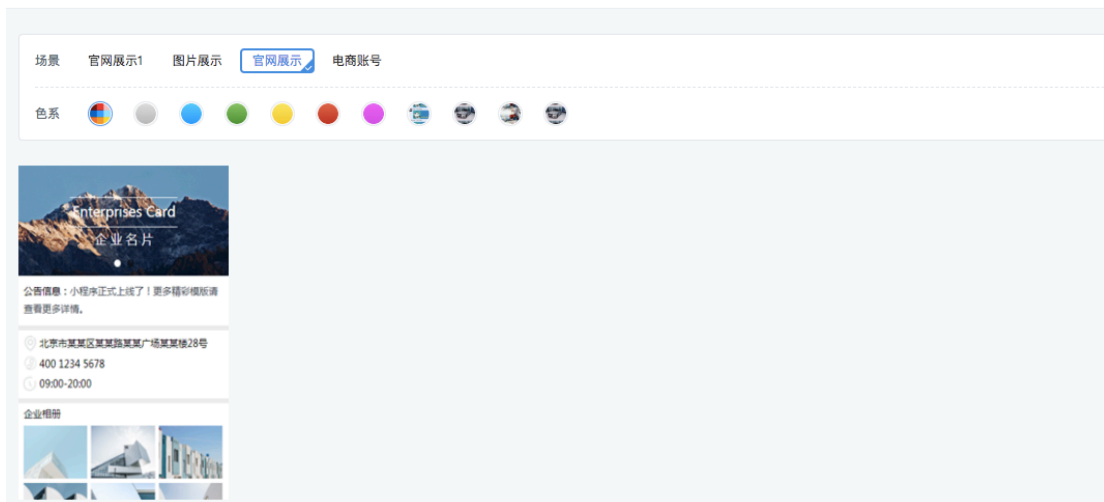 场景 官网展示1 图片展示 官网展示 电商账号
色系
Enterprises Card
企业名片
公告信息：小程序正式上线了！更多精彩模版请
查看更多详情。
北京市某某区某某路某某广场某某楼28号
400 1234 5678
09:00-20:00
企业相册